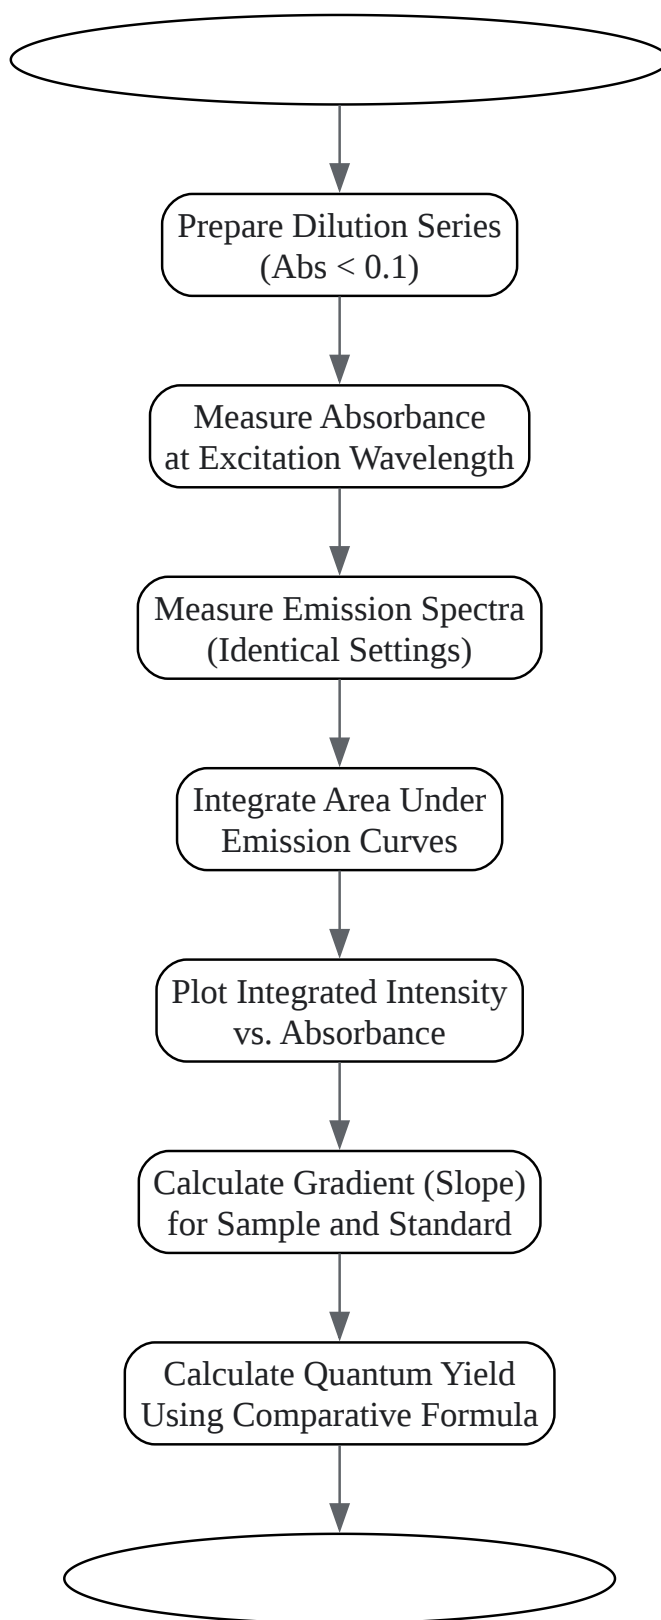 Prepare Dilution Series
(Abs < 0.1)
Measure Absorbance
at Excitation Wavelength
Measure Emission Spectra
(Identical Settings)
Integrate Area Under
Emission Curves
Plot Integrated Intensity
vs. Absorbance
Calculate Gradient (Slope)
for Sample and Standard
Calculate Quantum Yield
Using Comparative Formula